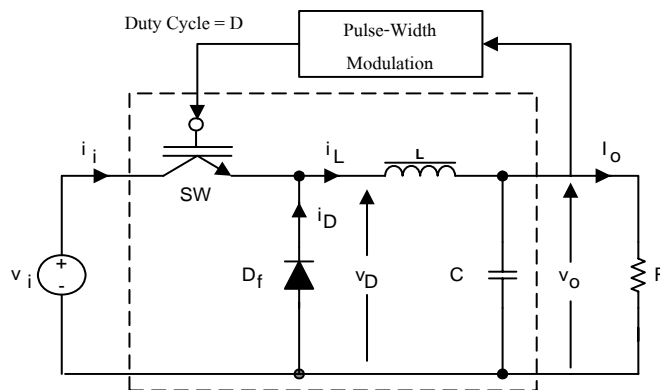 Duty Cycle = D
Pulse-Width
Modulation
i i
SW
i L
L
I o
i D
v i
+
-
D f
v D
C
v o
R